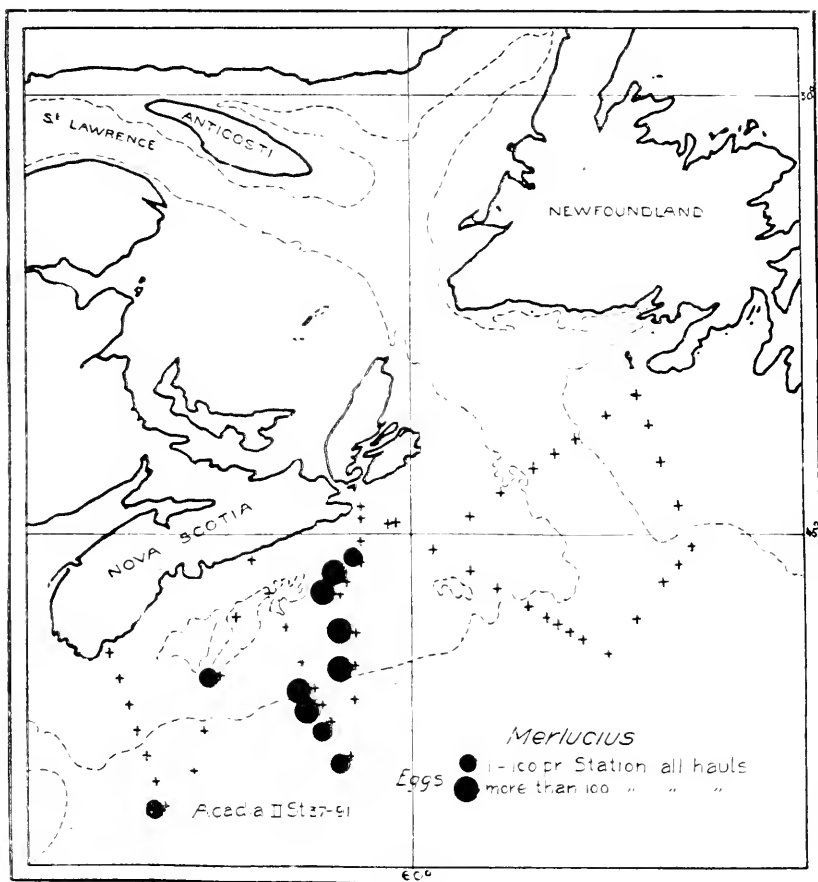 50°
St LAWRENCE
ANTICOSTI
NEWFOUNDLAND
NOVA SCOTIA
Merlucius
Eggs
1-100 pr Station all hauls
more than 100 " " "
Acadia II St 37-91
60°